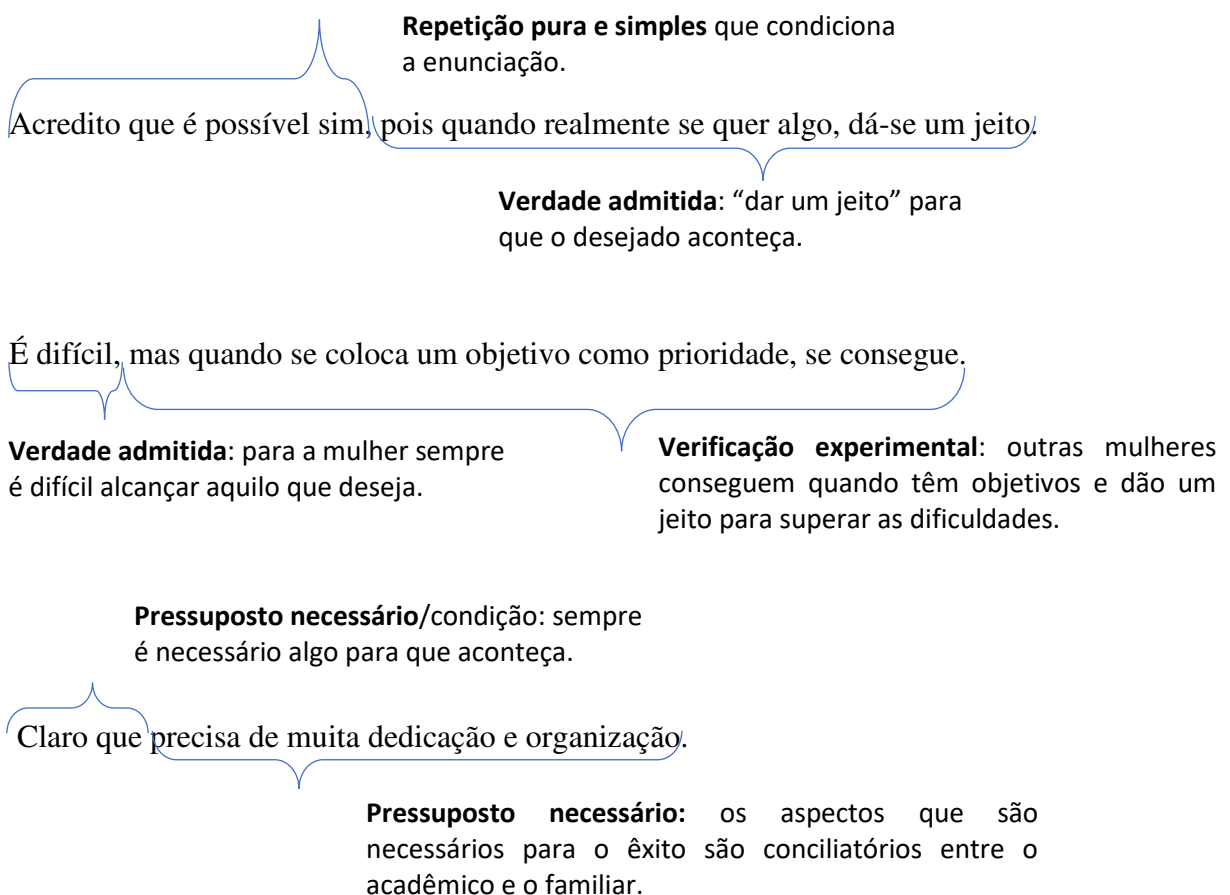 Repetição pura e simples que condiciona
a enunciação.
Acredito que é possível sim, pois quando realmente se quer algo, dá-se um jeito.
Verdade admitida: “dar um jeito” para
que o desejado aconteça.
É difícil, mas quando se coloca um objetivo como prioridade, se consegue.
Verdade admitida: para a mulher sempre
é difícil alcançar aquilo que deseja.
Verificação experimental: outras mulheres
conseguem quando têm objetivos e dão um
jeito para superar as dificuldades.
Pressuposto necessário/condição: sempre
é necessário algo para que aconteça.
Claro que precisa de muita dedicação e organização.
Pressuposto necessário: os aspectos que são
necessários para o êxito são conciliatórios entre o
acadêmico e o familiar.